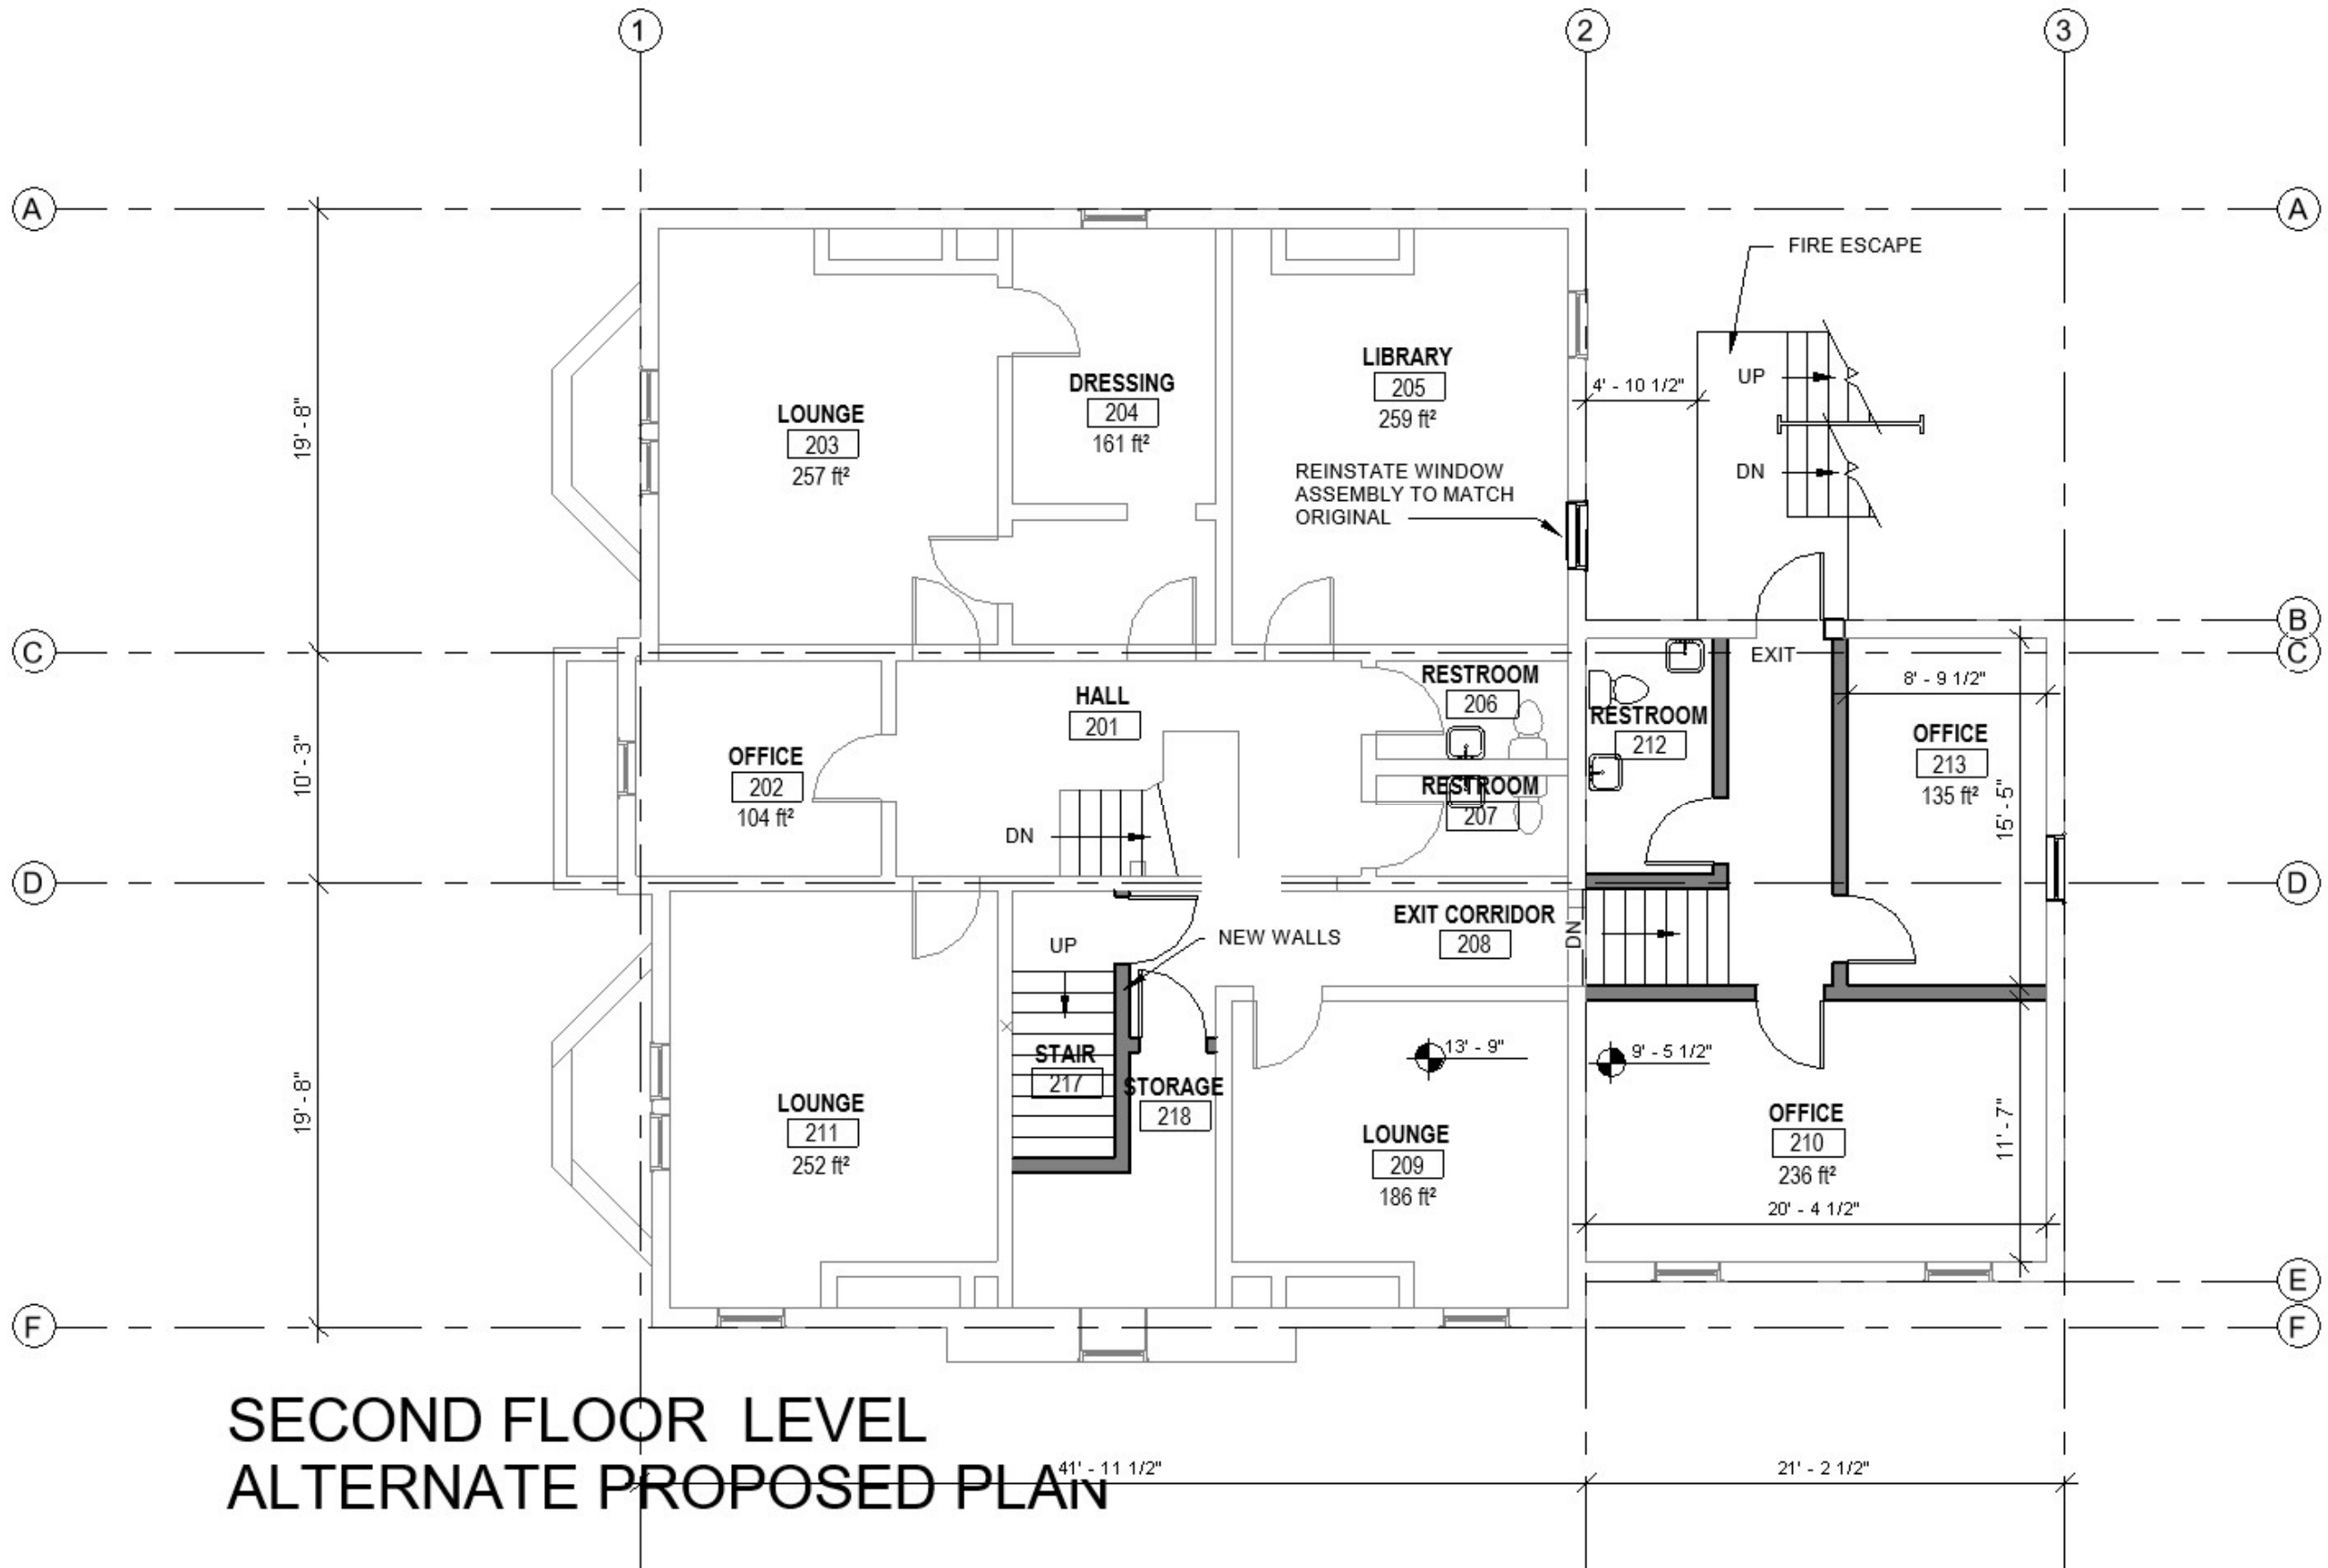 1
2
3
A
A
FIRE ESCAPE
LIBRARY
205
259 ft²
UP
4' - 10 1/2"
DRESSING
204
161 ft²
LOUNGE
203
257 ft²
19' - 8"
REINSTATE WINDOW
ASSEMBLY TO MATCH
ORIGINAL
DN
B
C
C
EXIT
RESTROOM
206
8' - 9 1/2"
HALL
201
RESTROOM
212
OFFICE
213
135 ft²
OFFICE
202
104 ft²
10' - 3"
RESTROOM
207
15' - 5"
DN
D
D
EXIT CORRIDOR
208
DN
UP
NEW WALLS
STAIR
217
13' - 9"
9' - 5 1/2"
STORAGE
218
LOUNGE
211
252 ft²
19' - 8"
LOUNGE
209
186 ft²
OFFICE
210
236 ft²
11' - 7"
20' - 4 1/2"
E
F
F
SECOND FLOOR LEVEL
ALTERNATE PROPOSED PLAN
41' - 11 1/2"
21' - 2 1/2"